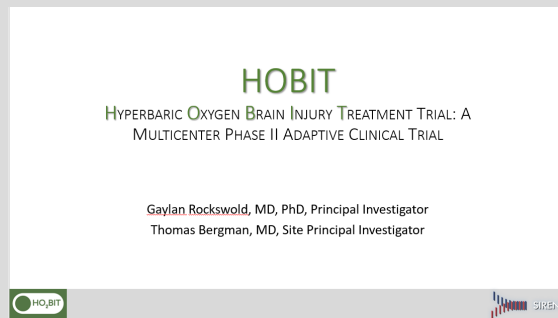 HOBIT
HYPERBARIC OXYGEN BRAIN INJURY TREATMENT TRIAL: A
MULTICENTER PHASE II ADAPTIVE CLINICAL TRIAL
Gaylan Rockswold, MD, PhD, Principal Investigator
Thomas Bergman, MD, Site Principal Investigator
HO₂BIT
SIREN